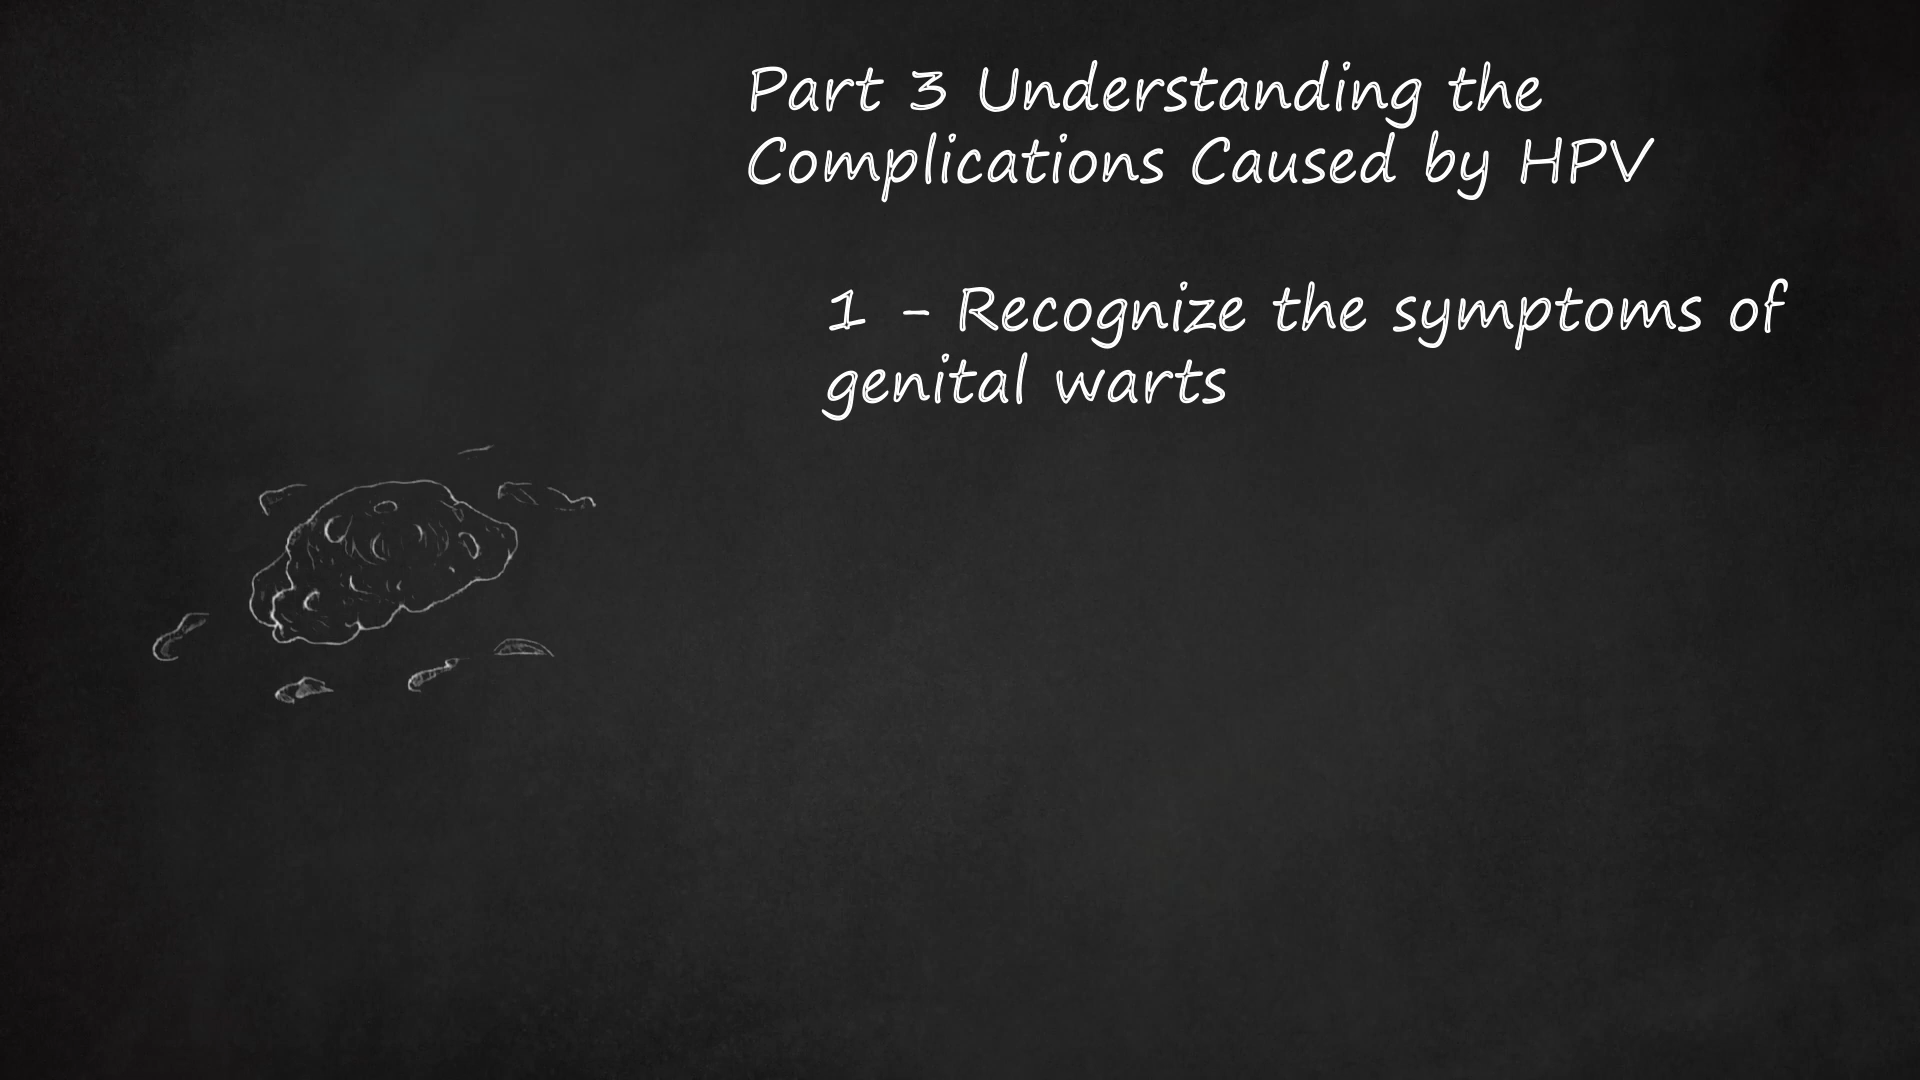 Part 3 Understanding the
Complications Caused by HPV
1 - Recognize the symptoms of
genital warts